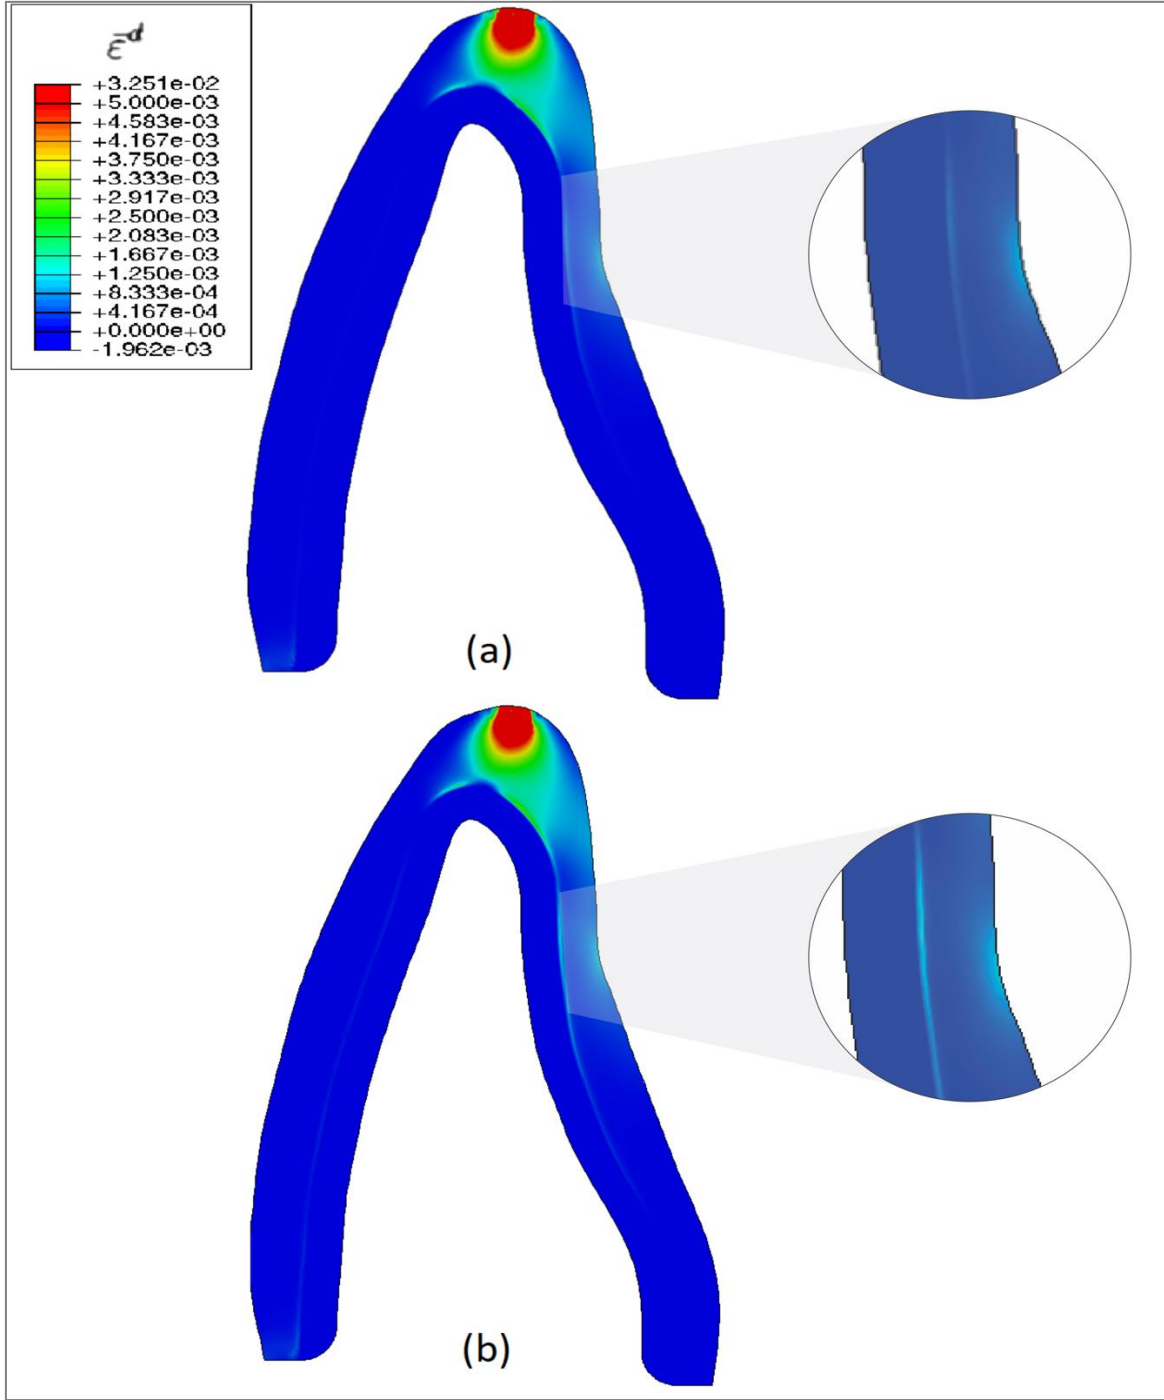 ε̄ᵈ
+3.251e-02
+5.000e-03
+4.583e-03
+4.167e-03
+3.750e-03
+3.333e-03
+2.917e-03
+2.500e-03
+2.083e-03
+1.667e-03
+1.250e-03
+8.333e-04
+4.167e-04
+0.000e+00
-1.962e-03
(a)
(b)